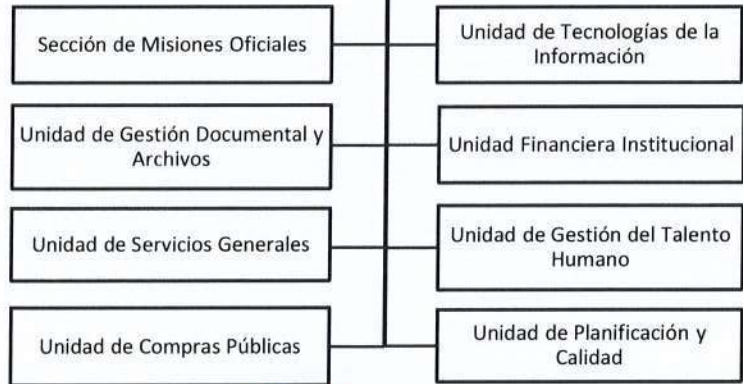 Sección de Misiones Oficiales
Unidad de Tecnologías de la
Información
Unidad de Gestión Documental y
Archivos
Unidad Financiera Institucional
Unidad de Servicios Generales
Unidad de Gestión del Talento
Humano
Unidad de Compras Públicas
Unidad de Planificación y
Calidad